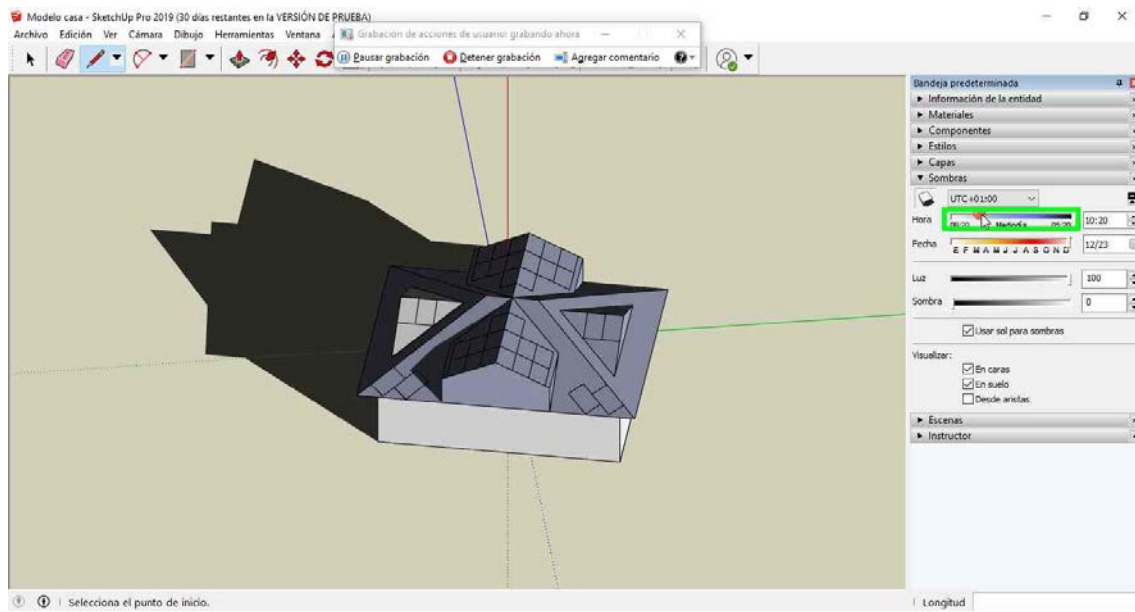 Modelo casa - SketchUp Pro 2019 (30 días restantes en la VERSIÓN DE PRUEBA)
Archivo Edición Ver Cámara Dibujo Herramientas Ventana
Grabación de acciones de usuario: grabando ahora
Pausar grabación Detener grabación Agregar comentario
Bandeja predeterminada
Información de la entidad
Materiales
Componentes
Estilos
Capas
Sombras
UTC+01:00
Hora Mediodía 10:20
Fecha E F M A M J J A S O N D 12/23
Luz 100
Sombra 0
Usar sol para sombras
Visualizar:
En caras
En suelo
Desde aristas
Escenas
Instructor
Selecciona el punto de inicio.
Longitud